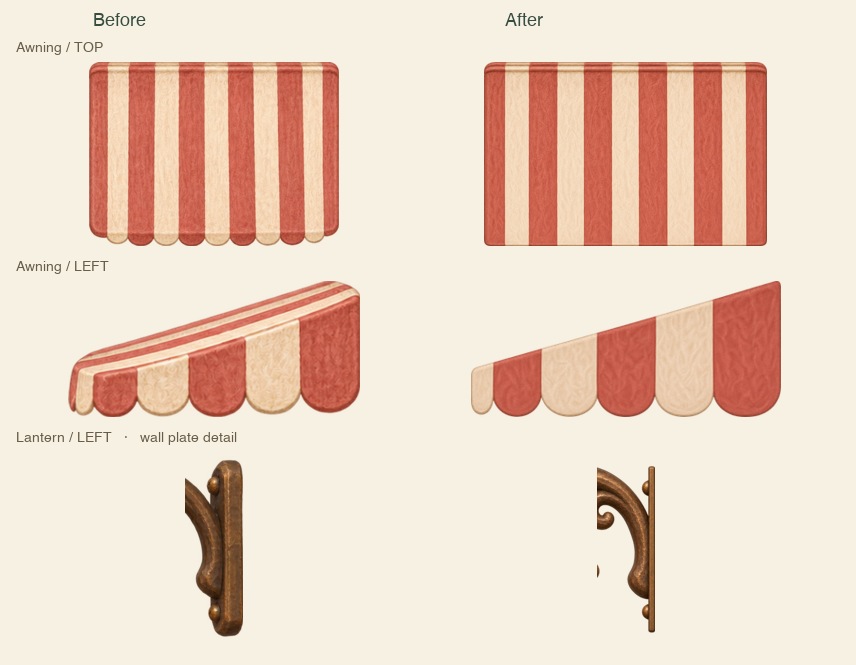 Before
After
Awning / TOP
Awning / LEFT
Lantern / LEFT · wall plate detail